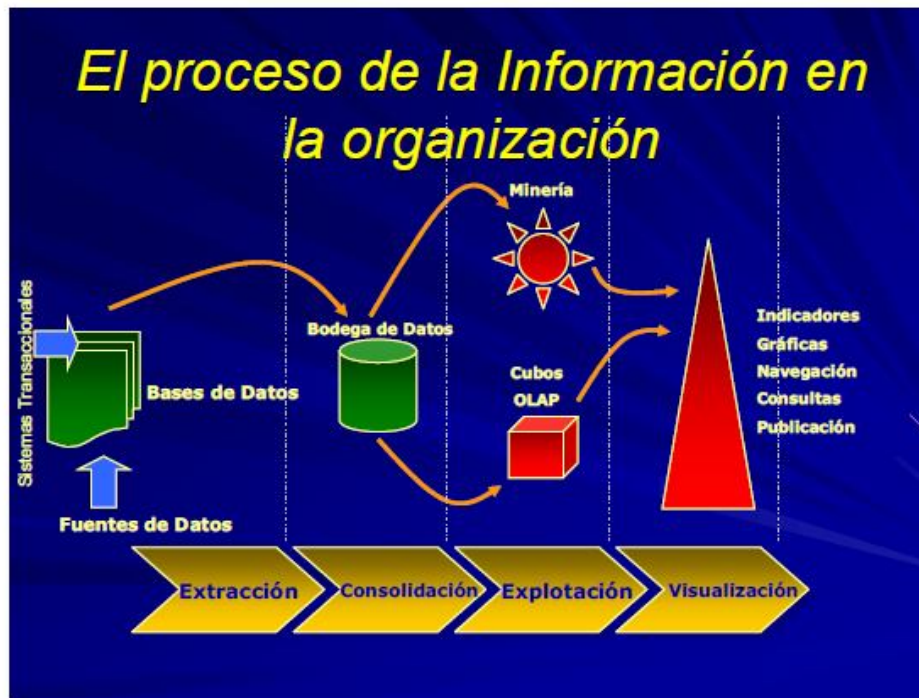 El proceso de la Información en
la organización
Minería
Sistemas Transaccionales
Bases de Datos
Fuentes de Datos
Bodega de Datos
Cubos
OLAP
Indicadores
Gráficas
Navegación
Consultas
Publicación
Extracción
Consolidación
Explotación
Visualización